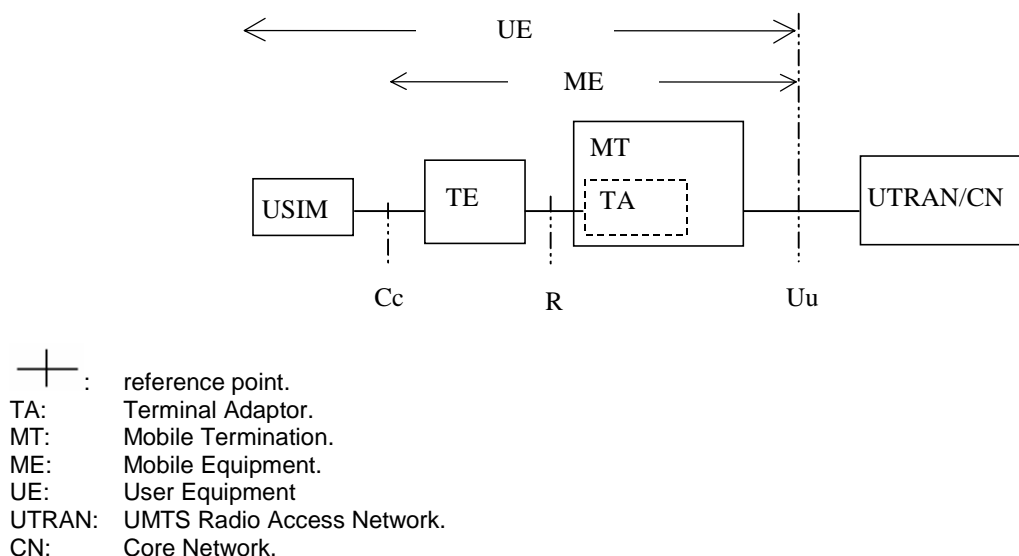 UE
ME
MT
TA
TE
USIM
UTRAN/CN
Cc
R
Uu
: reference point.
TA: Terminal Adaptor.
MT: Mobile Termination.
ME: Mobile Equipment.
UE: User Equipment
UTRAN: UMTS Radio Access Network.
CN: Core Network.